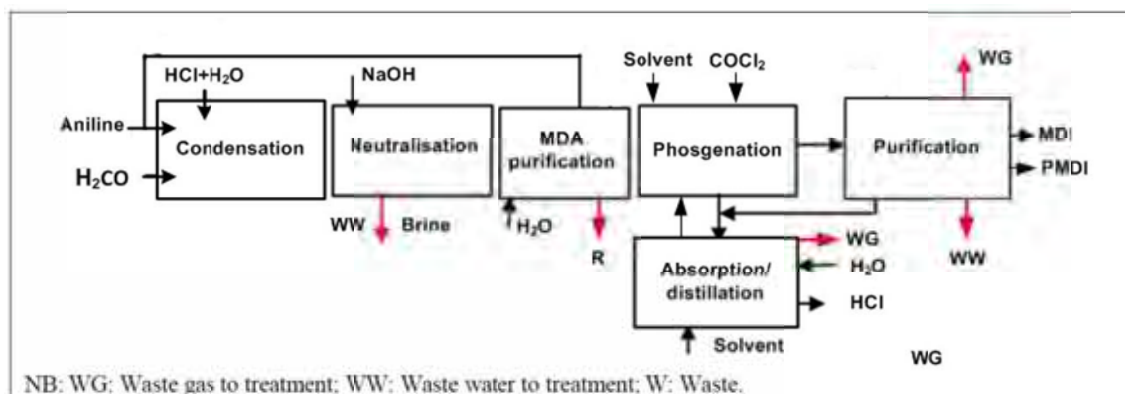 Solvent COCl₂ WG
HCl+H₂O NaOH
Aniline
H₂CO
Condensation
Neutralisation
MDA
purification
Phosgenation
Purification
MDI
PMDI
WW Brine
H₂O
R
WG
H₂O
HCl
WW
Absorption/
distillation
Solvent
WG
NB: WG: Waste gas to treatment; WW: Waste water to treatment; W: Waste.